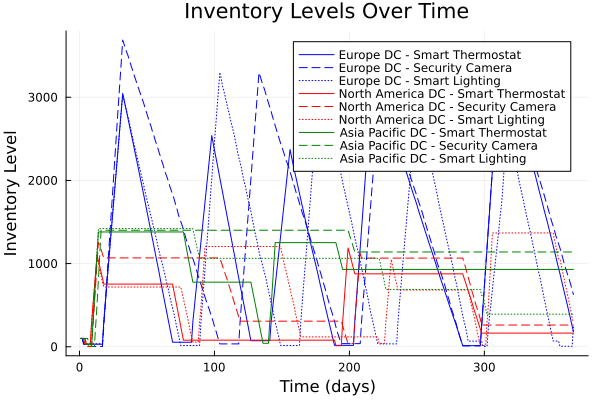 Inventory Levels Over Time
Inventory Level
3000
2000
1000
0
Europe DC - Smart Thermostat
Europe DC - Security Camera
Europe DC - Smart Lighting
North America DC - Smart Thermostat
North America DC - Security Camera
North America DC - Smart Lighting
Asia Pacific DC - Smart Thermostat
Asia Pacific DC - Security Camera
Asia Pacific DC - Smart Lighting
0 100 200 300
Time (days)